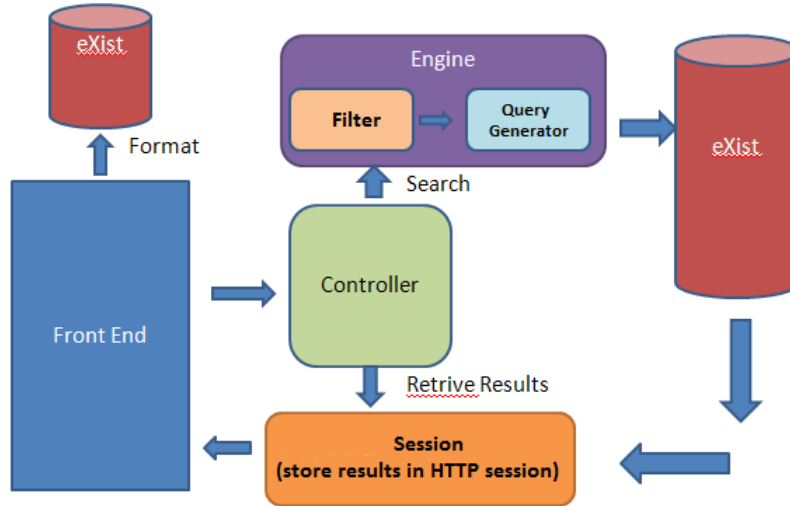 eXist
Format
Front End
Engine
Filter
Query
Generator
Search
Controller
Retrive Results
Session
(store results in HTTP session)
eXist